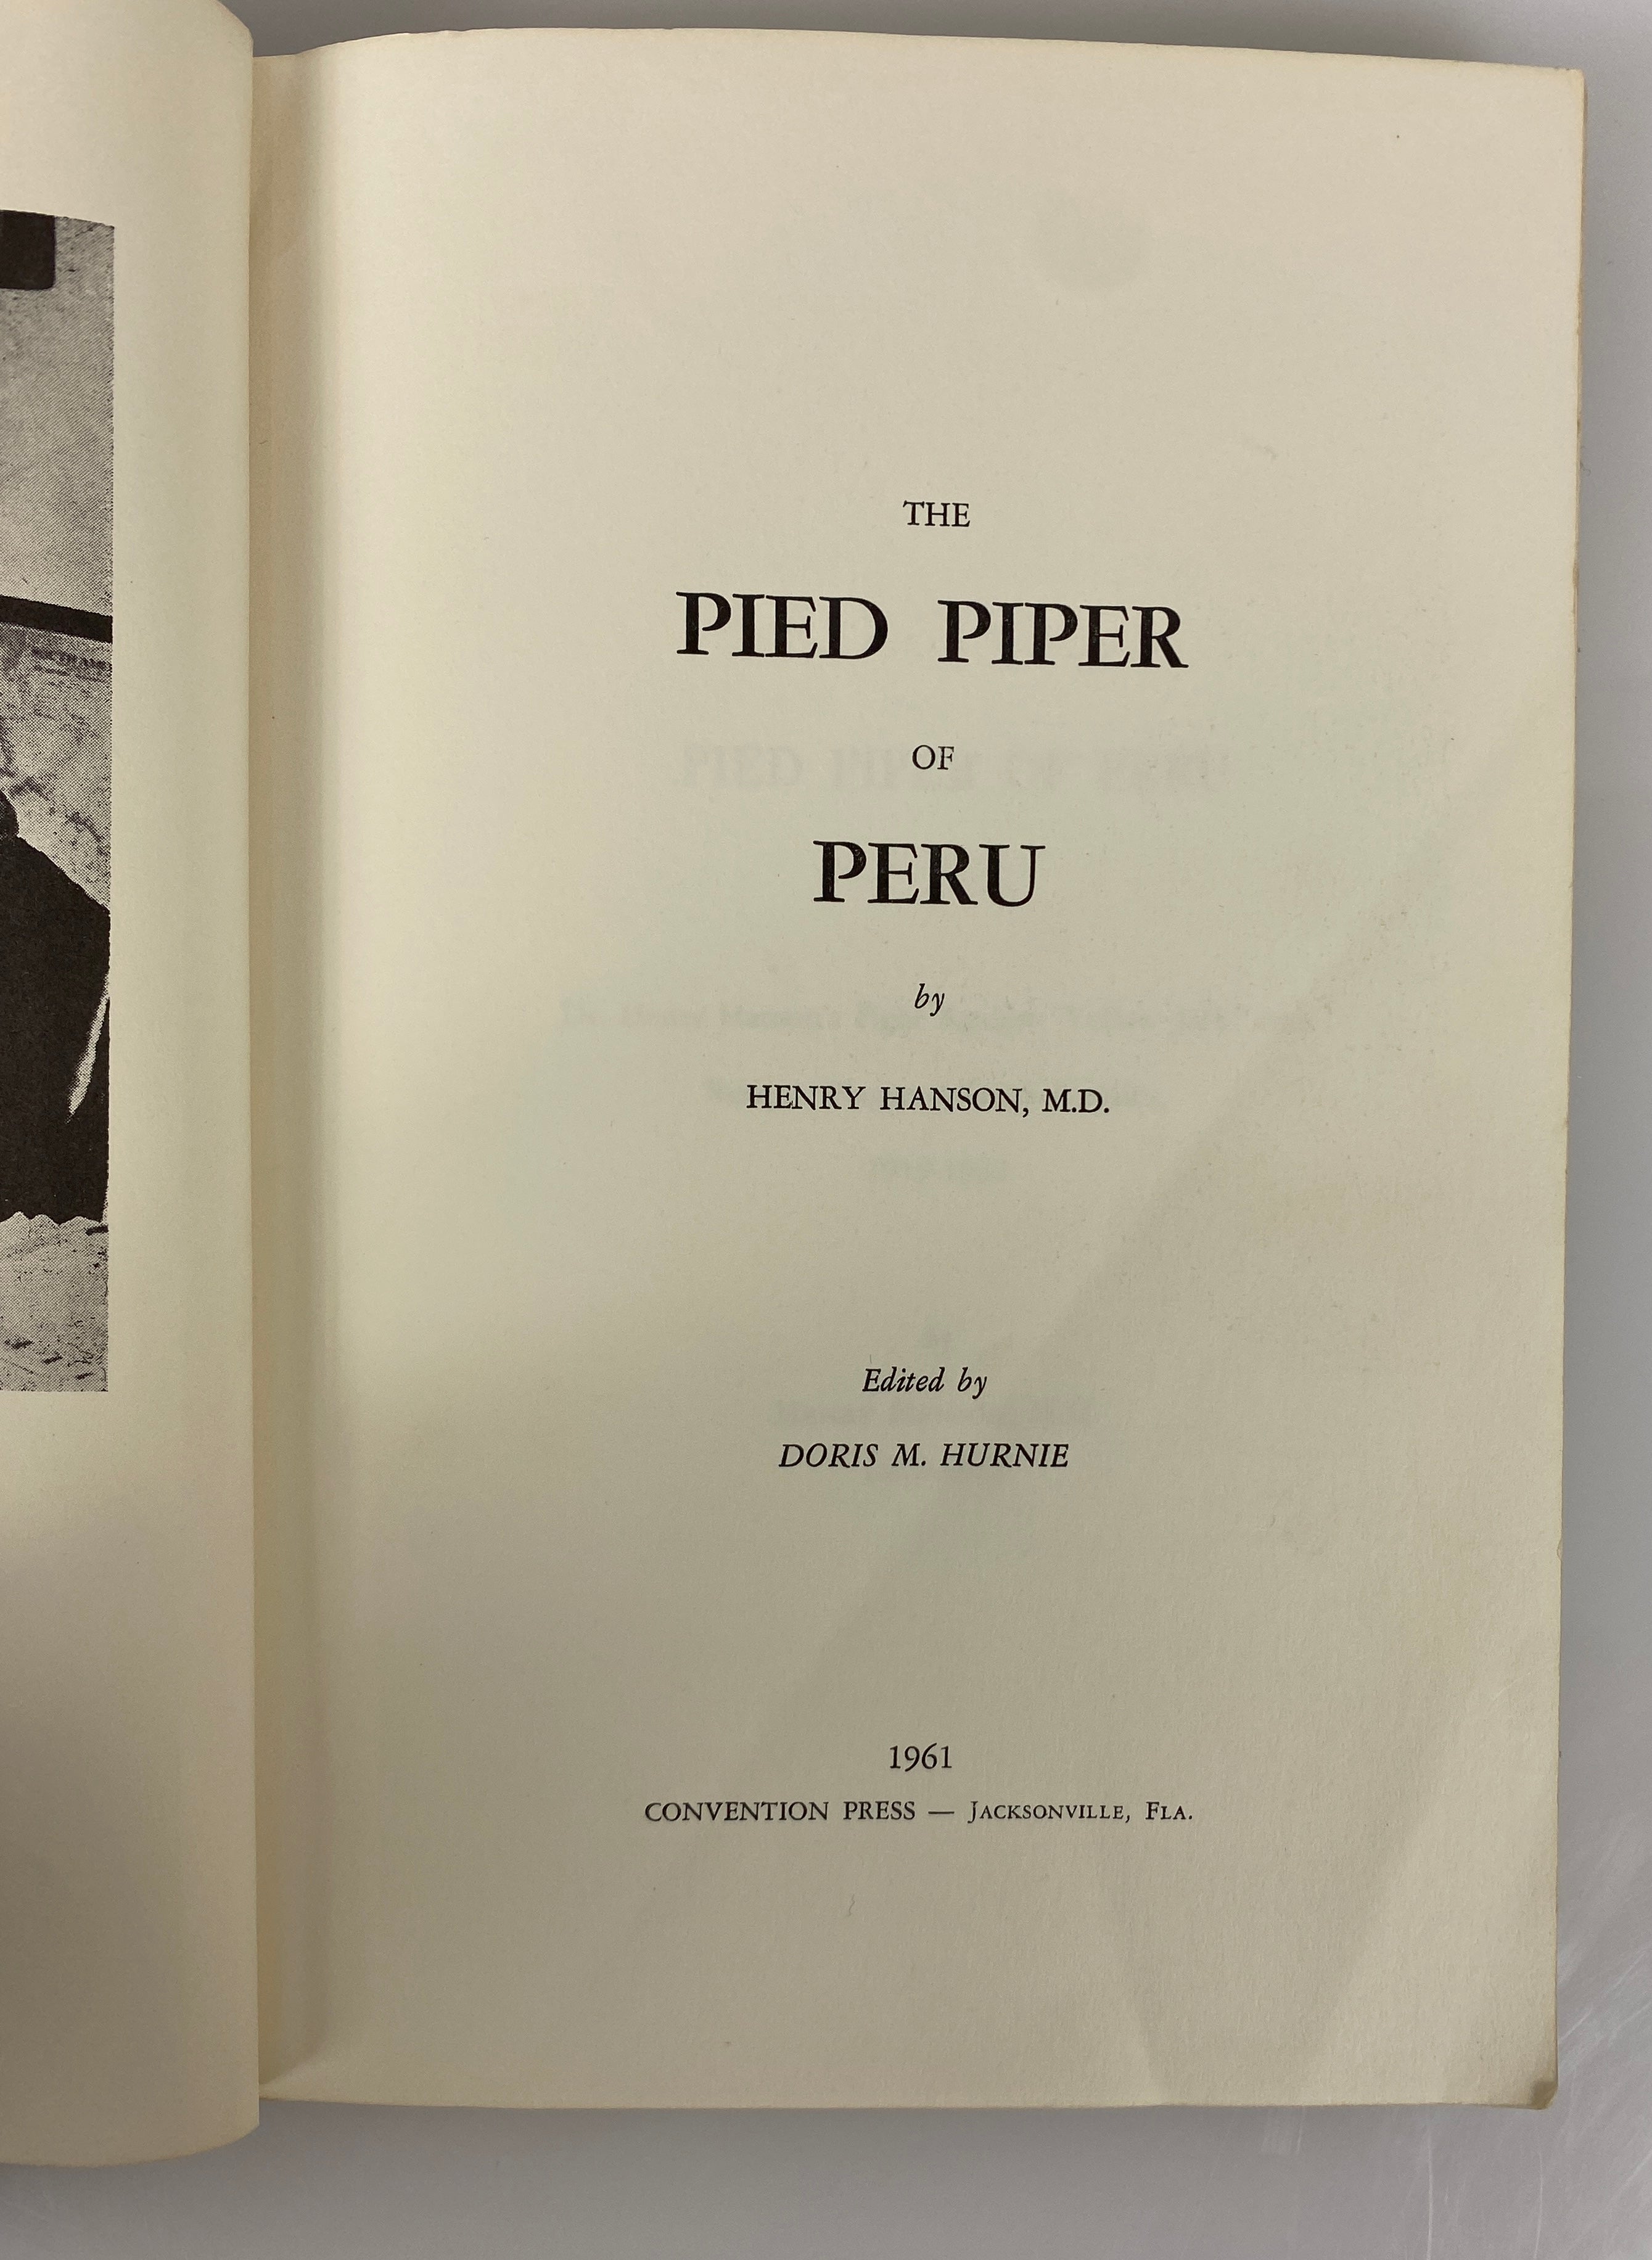 THE
PIED PIPER
OF
PERU
by
HENRY HANSON, M.D.
Edited by
DORIS M. HURNIE
1961
CONVENTION PRESS — JACKSONVILLE, FLA.